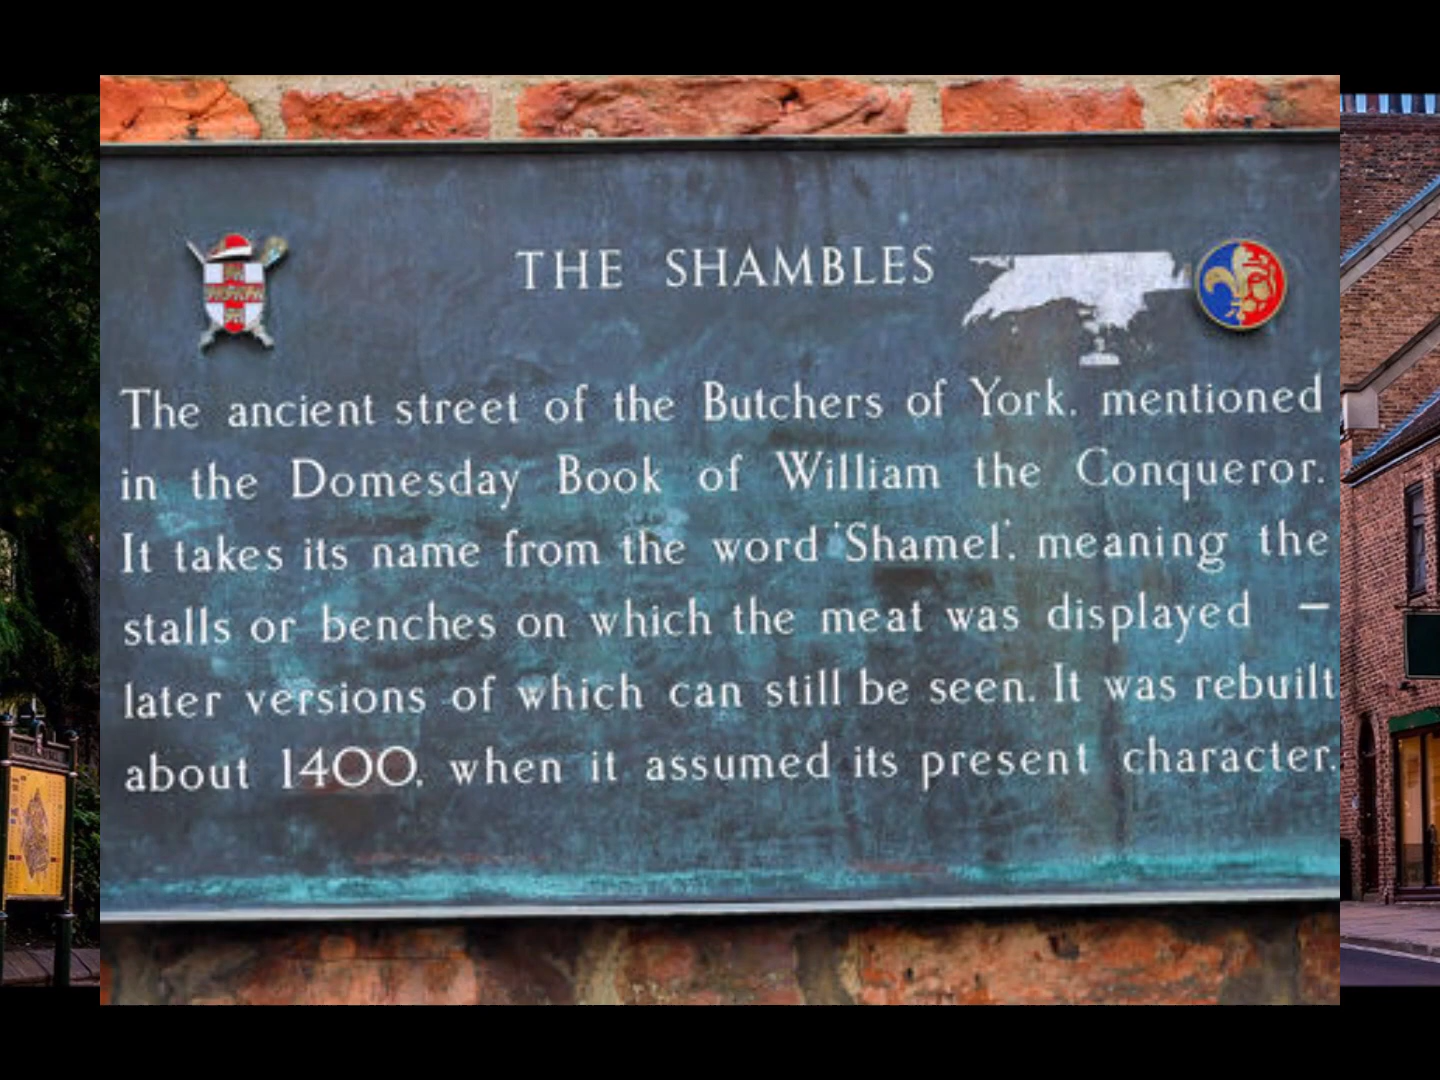 THE SHAMBLES
The ancient street of the Butchers of York, mentioned
in the Domesday Book of William the Conqueror.
It takes its name from the word 'Shamel', meaning the
stalls or benches on which the meat was displayed –
later versions of which can still be seen. It was rebuilt
about 1400, when it assumed its present character.